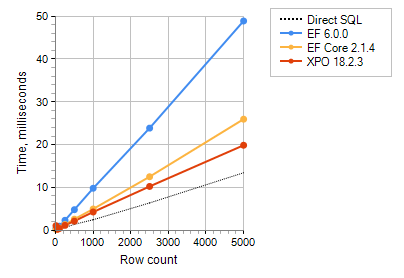 Time, milliseconds
50
40
30
20
10
0
0
1000
2000
3000
4000
5000
Row count
Direct SQL
EF 6.0.0
EF Core 2.1.4
XPO 18.2.3